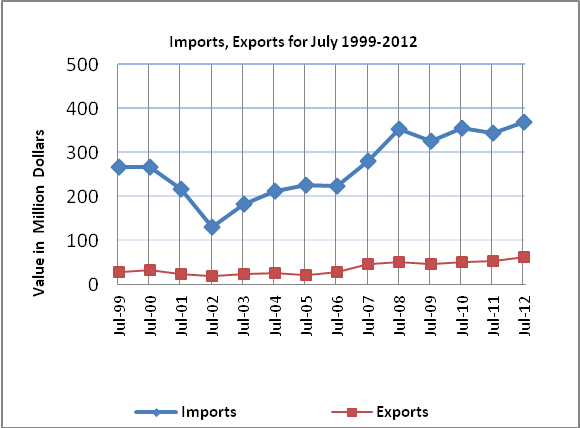 Imports, Exports for July 1999-2012
Value in Million Dollars
500
400
300
200
100
0
Jul-99
Jul-00
Jul-01
Jul-02
Jul-03
Jul-04
Jul-05
Jul-06
Jul-07
Jul-08
Jul-09
Jul-10
Jul-11
Jul-12
Imports
Exports